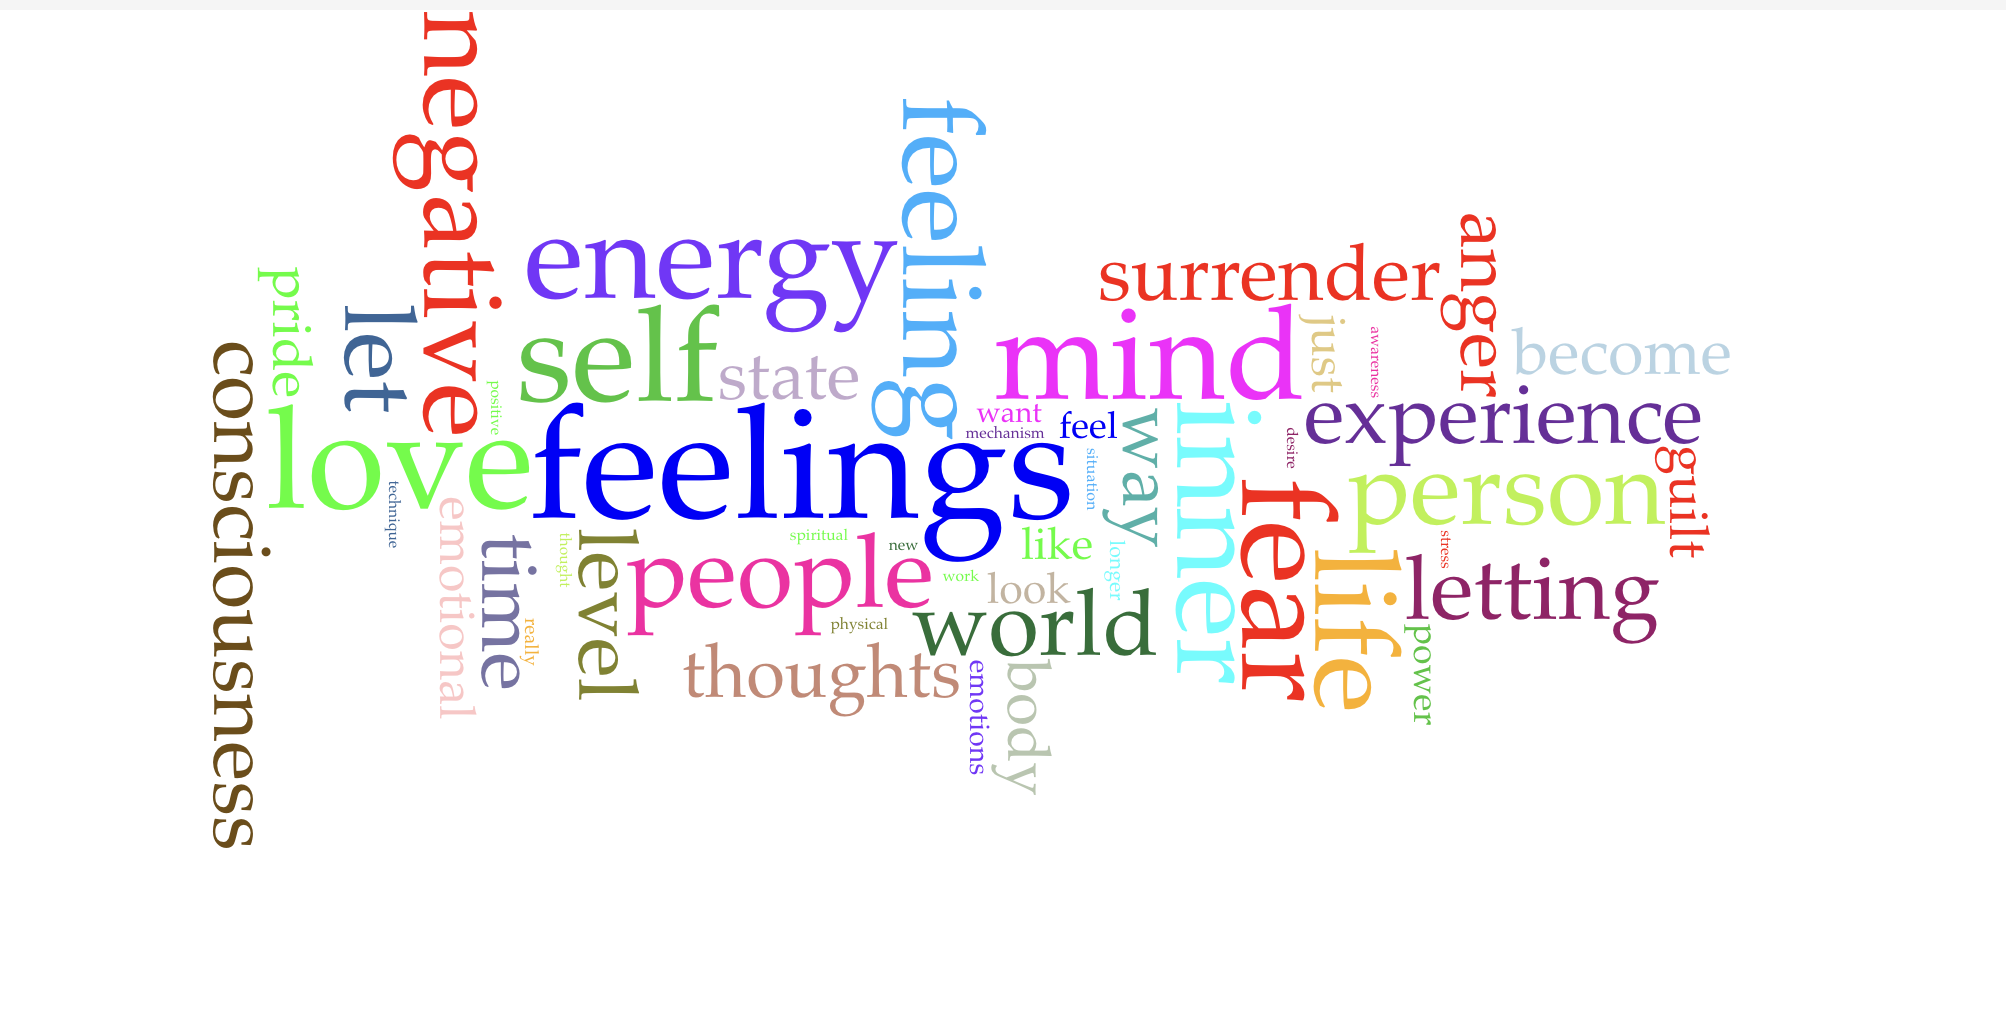 negative
feeling
energy
surrender
anger
pride
let
self
state
mind
just
awareness
become
consciousness
positive
love
feelings
want
mechanism
feel
way
inner
desire
experience
guilt
situation
person
technique
emotional
time
really
thought
level
spiritual
new
people
like
work
look
longer
fear
life
stress
letting
physical
world
power
thoughts
emotions
body